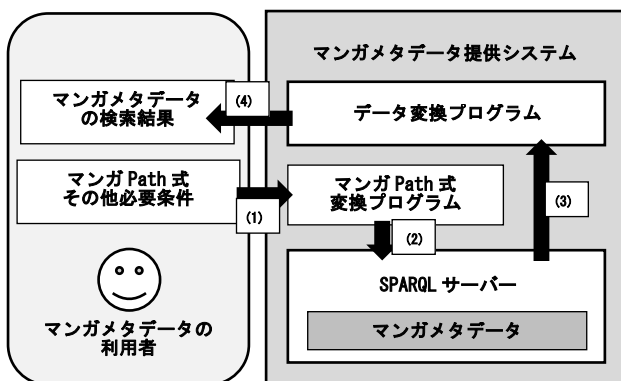 マンガメタデータ提供システム
マンガメタデータ
の検索結果
(4)
データ変換プログラム
マンガ Path 式
その他必要条件
(1)
マンガ Path 式
変換プログラム
(2)
(3)
SPARQL サーバー
マンガメタデータ
マンガメタデータの
利用者